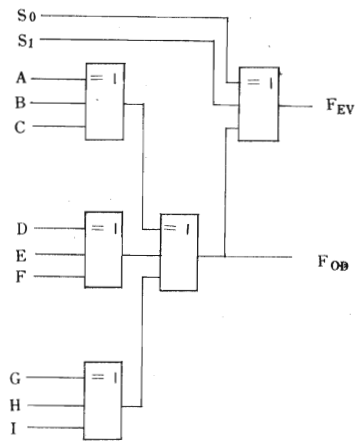 S0
S1
A
= 1
B
C
= 1
FEV
D
= 1
E
F
= 1
FOD
G
= 1
H
I